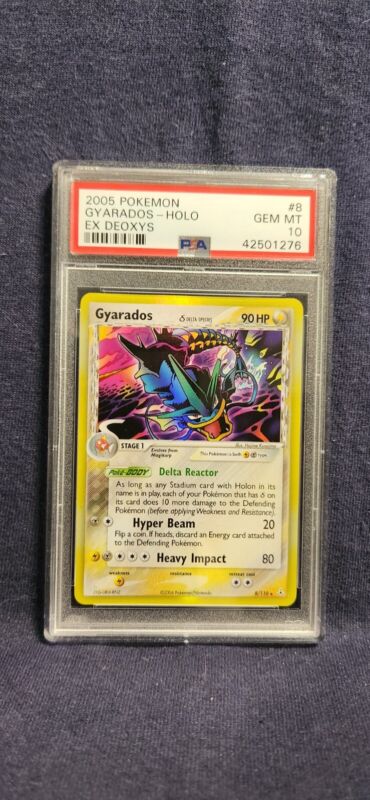 2005 POKEMON #8
GYARADOS - HOLO GEM MT
EX DEOXYS 10
PSA 42501276
Gyarados δ DELTA SPECIES 90 HP
STAGE 1 Evolves from Magikarp
This Pokémon is both type.
Poké-BODY Delta Reactor
As long as any Stadium card with Holon in its
name is in play, each of your Pokémon that has δ on
its card does 10 more damage to the Defending
Pokémon (before applying Weakness and Resistance).
Hyper Beam 20
Flip a coin. If heads, discard an Energy card attached
to the Defending Pokémon.
Heavy Impact 80
weakness resistance retreat cost
8/110